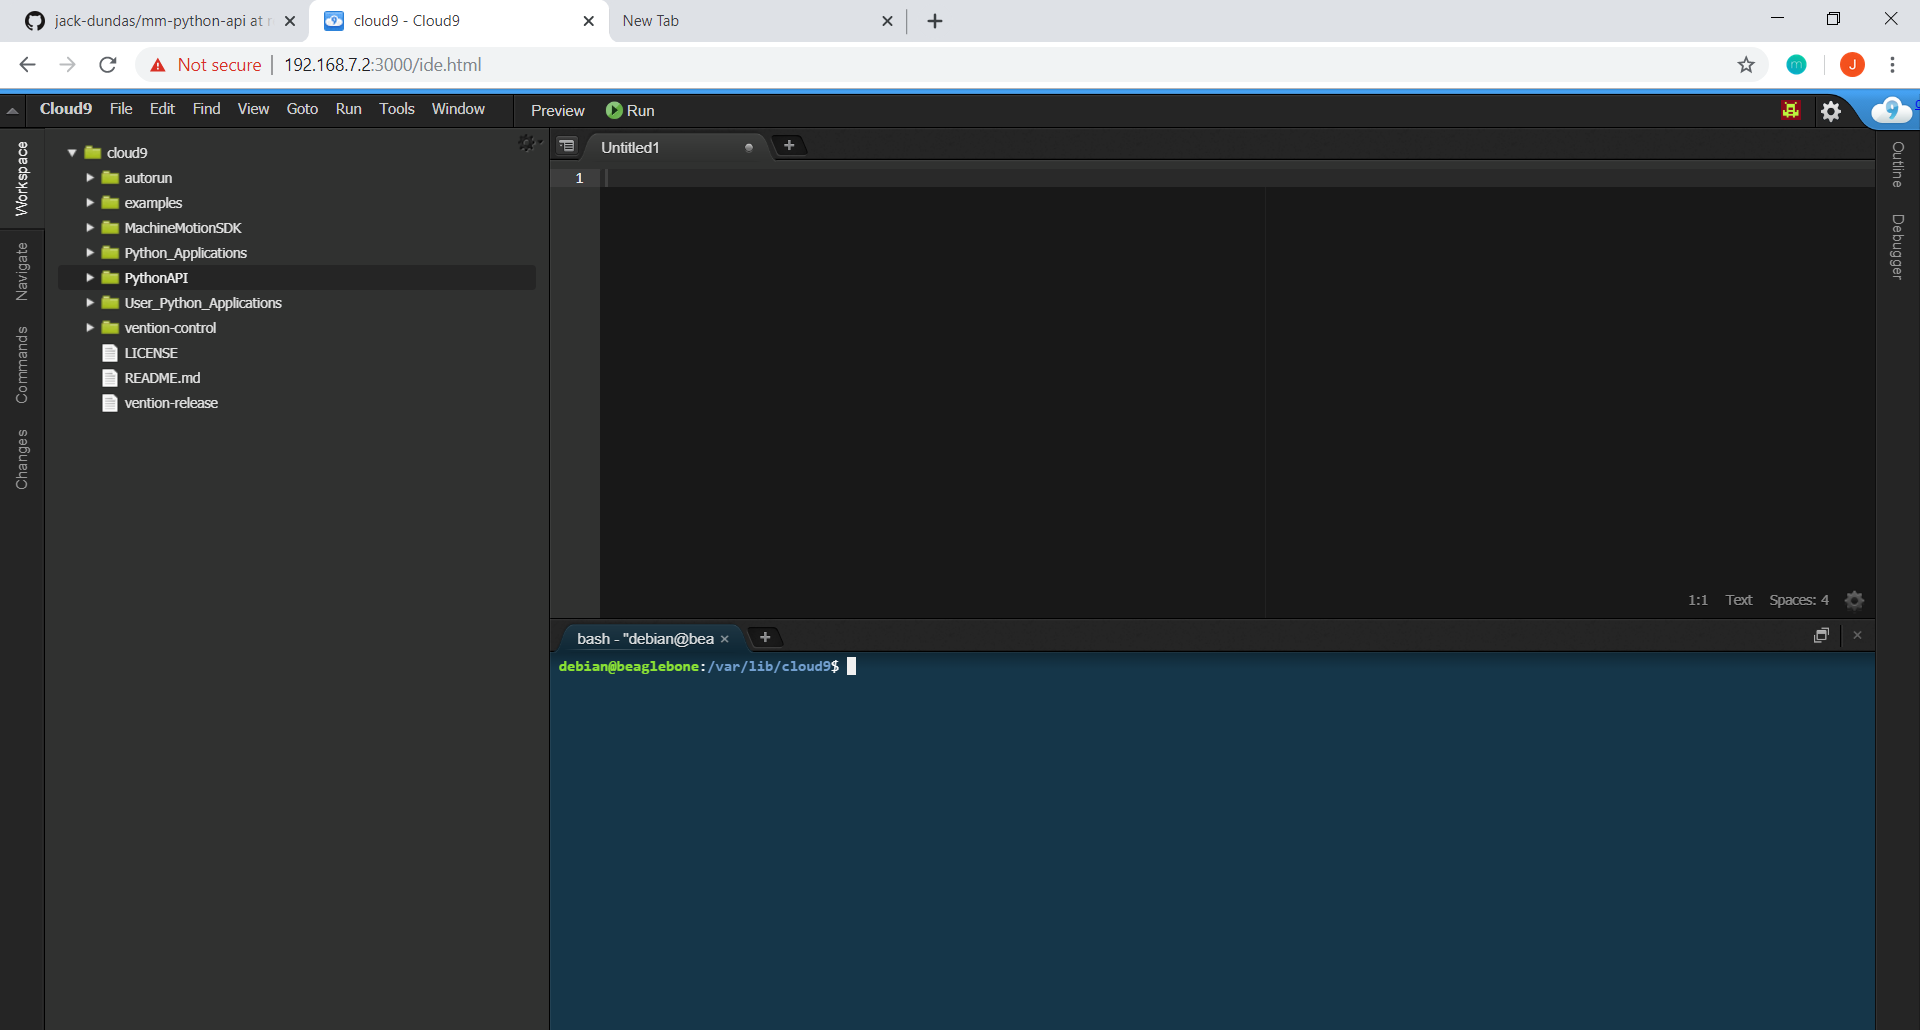 jack-dundas/mm-python-api at
cloud9 - Cloud9
New Tab
Not secure
192.168.7.2:3000/ide.html
J
Cloud9 File Edit Find View Goto Run Tools Window
Preview
Run
Workspace
Navigate
Commands
Changes
cloud9
autorun
examples
MachineMotionSDK
Python_Applications
PythonAPI
User_Python_Applications
vention-control
LICENSE
README.md
vention-release
Untitled1
1
1:1 Text Spaces: 4
Outline
Debugger
bash - "debian@bea
debian@beaglebone:/var/lib/cloud9$